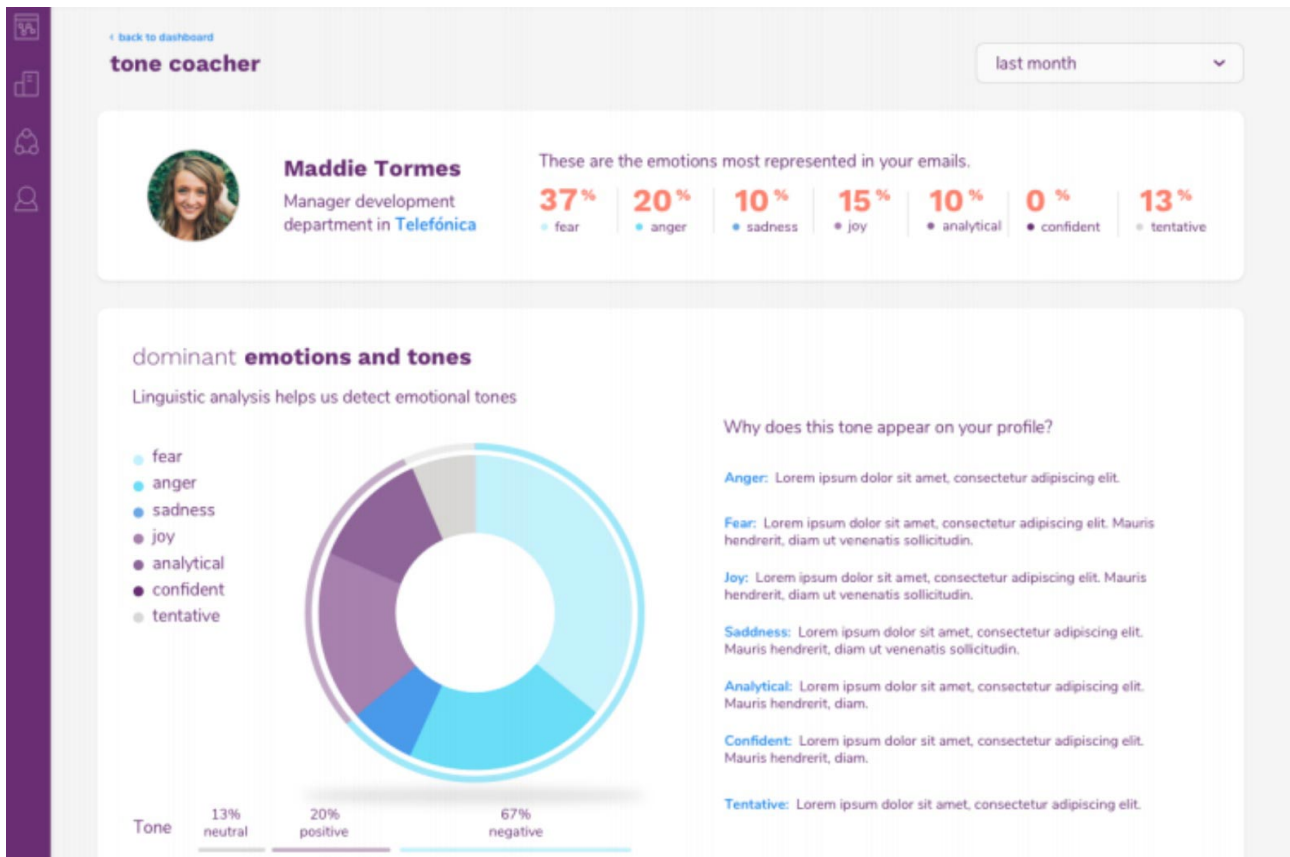 ‹ back to dashboard
tone coacher
last month
Maddie Tormes
Manager development
department in Telefónica
These are the emotions most represented in your emails.
37% 20% 10% 15% 10% 0% 13%
fear anger sadness joy analytical confident tentative
dominant emotions and tones
Linguistic analysis helps us detect emotional tones
fear
anger
sadness
joy
analytical
confident
tentative
Tone
13% 20% 67%
neutral positive negative
Why does this tone appear on your profile?
Anger: Lorem ipsum dolor sit amet, consectetur adipiscing elit.
Fear: Lorem ipsum dolor sit amet, consectetur adipiscing elit. Mauris
hendrerit, diam ut venenatis sollicitudin.
Joy: Lorem ipsum dolor sit amet, consectetur adipiscing elit. Mauris
hendrerit, diam ut venenatis sollicitudin.
Saddness: Lorem ipsum dolor sit amet, consectetur adipiscing elit.
Mauris hendrerit, diam ut venenatis sollicitudin.
Analytical: Lorem ipsum dolor sit amet, consectetur adipiscing elit.
Mauris hendrerit, diam.
Confident: Lorem ipsum dolor sit amet, consectetur adipiscing elit.
Mauris hendrerit, diam.
Tentative: Lorem ipsum dolor sit amet, consectetur adipiscing elit.